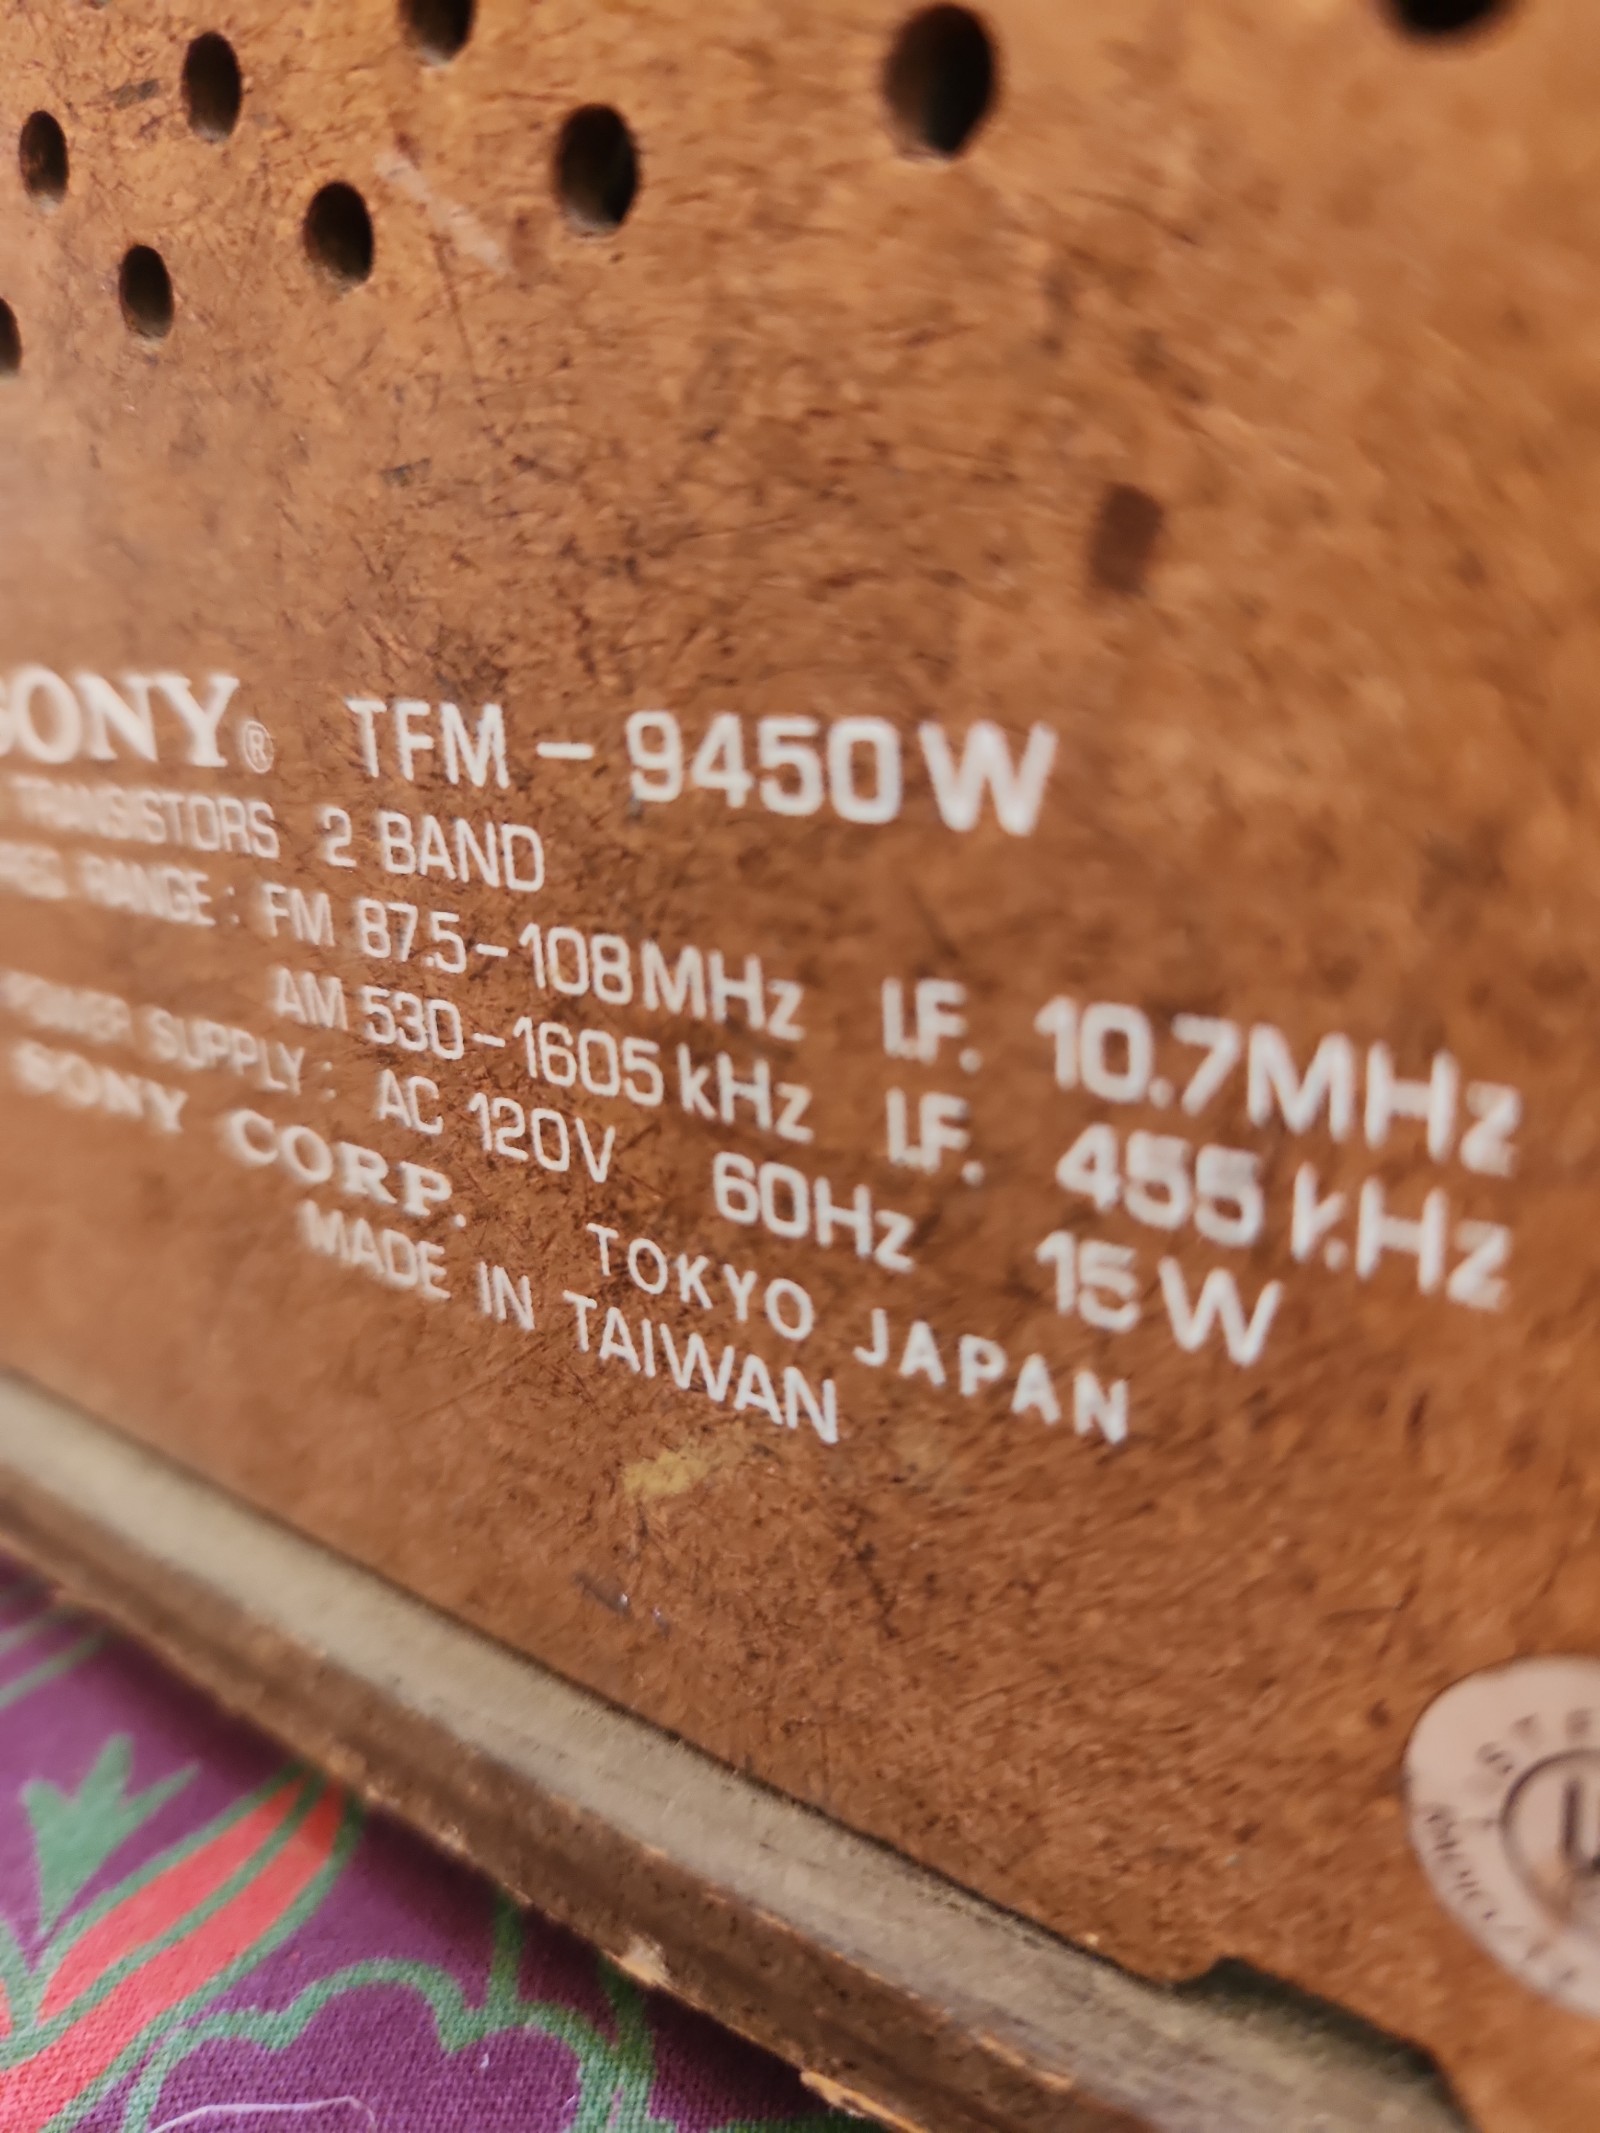 SONY® TFM-9450W
TRANSISTORS 2 BAND
RANGE: FM 87.5-108MHz I.F. 10.7MHz
AM 530-1605kHz I.F. 455kHz
POWER SUPPLY: AC 120V 60Hz 15W
SONY CORP. TOKYO JAPAN
MADE IN TAIWAN